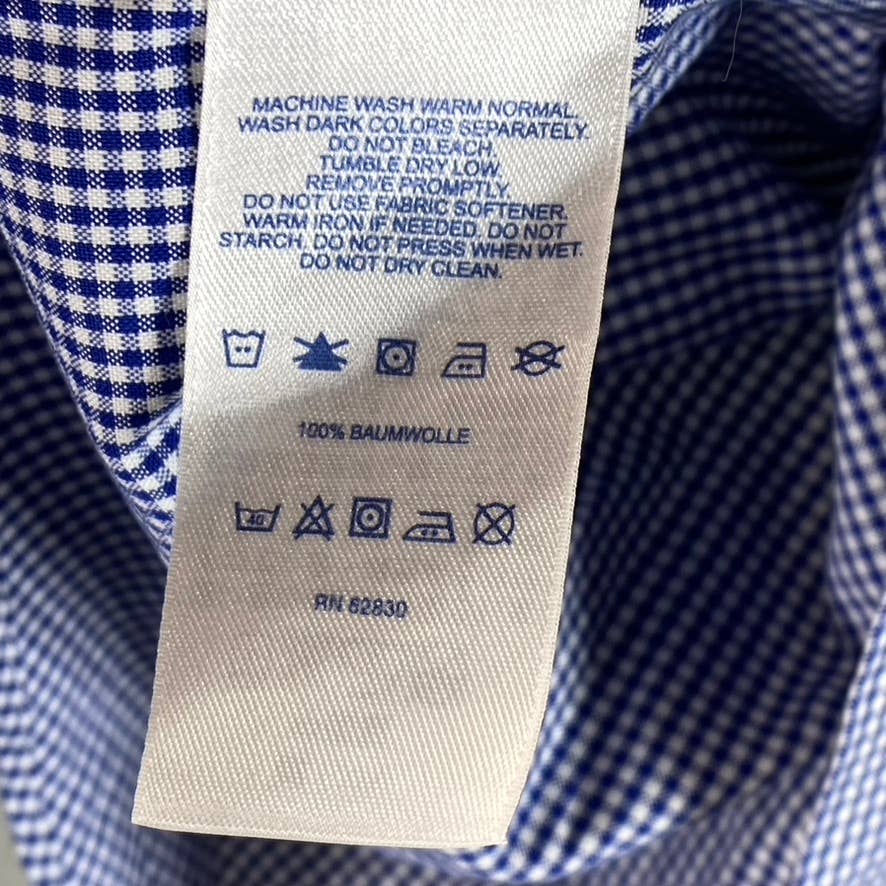 MACHINE WASH WARM NORMAL.
WASH DARK COLORS SEPARATELY.
DO NOT BLEACH.
TUMBLE DRY LOW.
REMOVE PROMPTLY.
DO NOT USE FABRIC SOFTENER.
WARM IRON IF NEEDED. DO NOT
STARCH. DO NOT PRESS WHEN WET.
DO NOT DRY CLEAN.
100% BAUMWOLLE
40
RN 62830